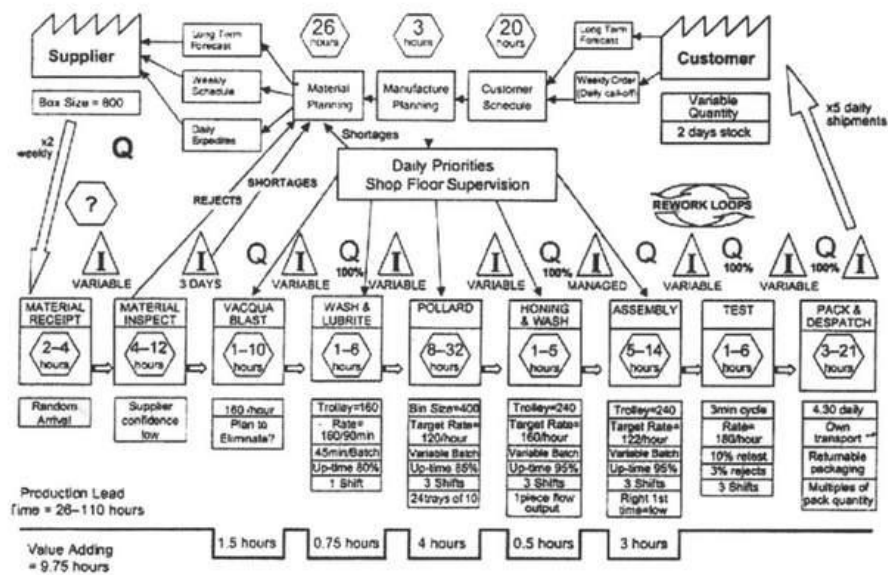 Supplier
Box Size = 800
Long Term
Forecast
Weekly
Schedule
Daily
Expedites
26
hours
3
hours
20
hours
Material
Planning
Manufacture
Planning
Customer
Schedule
Long Term
Forecast
Weekly Order
(Daily call-off)
Customer
Variable
Quantity
2 days stock
x5 daily
shipments
x2
weekly
Q
?
REJECTS
SHORTAGES
Shortages
Daily Priorities
Shop Floor Supervision
REWORK LOOPS
I
VARIABLE
I
3 DAYS
Q
I
VARIABLE
Q
100%
I
VARIABLE
I
VARIABLE
Q
100%
I
MANAGED
Q
I
VARIABLE
Q
100%
I
VARIABLE
Q
100%
I
MATERIAL
RECEIPT
2–4
hours
Random
Arrival
MATERIAL
INSPECT
4–12
hours
Supplier
confidence
low
VACQUA
BLAST
1–10
hours
160 /hour
Plan to
Eliminate?
WASH &
LUBRITE
1–6
hours
Trolley=160
Rate=
160/90min
45min/Batch
Up-time 80%
1 Shift
POLLARD
8–32
hours
Bin Size=400
Target Rate=
120/hour
Variable Batch
Up-time 85%
3 Shifts
24trays of 10
HONING
& WASH
1–5
hours
Trolley=240
Target Rate=
160/hour
Variable Batch
Up-time 95%
3 Shifts
1piece flow
output
ASSEMBLY
5–14
hours
Trolley=240
Target Rate=
122/hour
Variable Batch
Up-time 95%
3 Shifts
Right 1st
time=low
TEST
1–6
hours
3min cycle
Rate=
180/hour
10% retest
3% rejects
3 Shifts
PACK &
DESPATCH
3–21
hours
4.30 daily
Own
transport
Returnable
packaging
Multiples of
pack quantity
Production Lead
Time = 26–110 hours
Value Adding
= 9.75 hours
1.5 hours
0.75 hours
4 hours
0.5 hours
3 hours